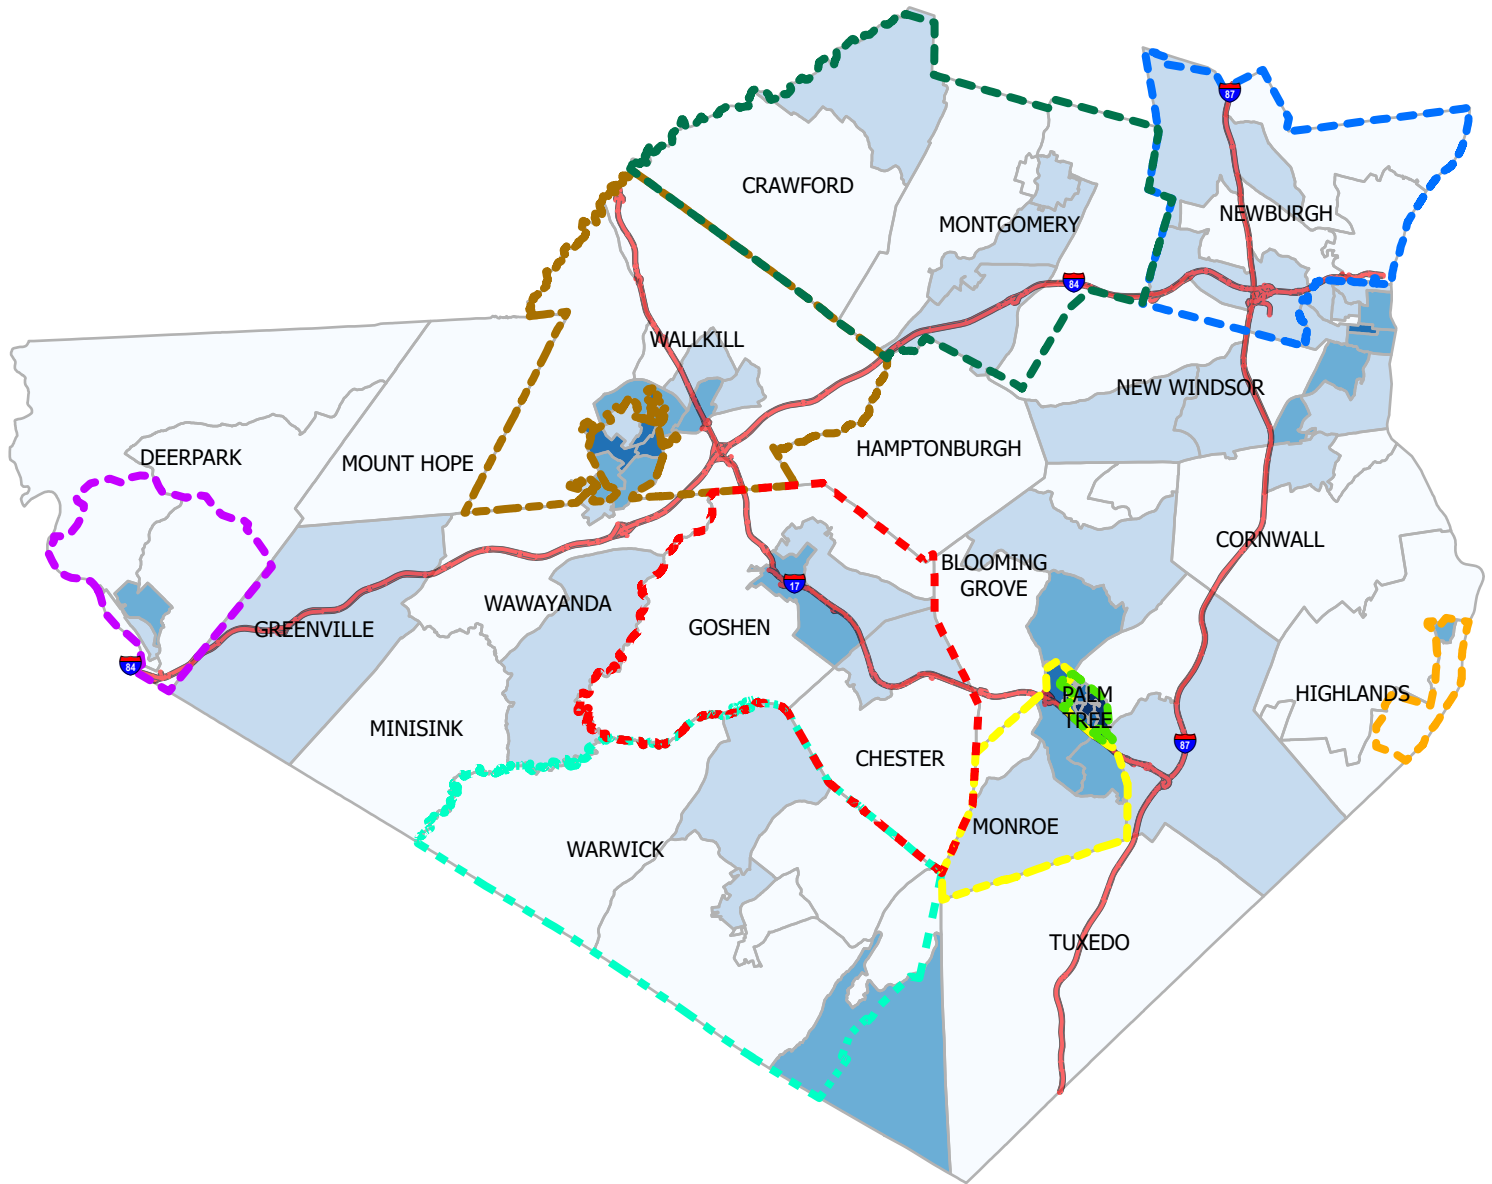 87
CRAWFORD
NEWBURGH
MONTGOMERY
84
WALLKILL
NEW WINDSOR
HAMPTONBURGH
DEERPARK
MOUNT HOPE
CORNWALL
BLOOMING
GROVE
17
WAWAYANDA
GOSHEN
GREENVILLE
84
PALM
TREE
HIGHLANDS
MINISINK
87
CHESTER
MONROE
WARWICK
TUXEDO